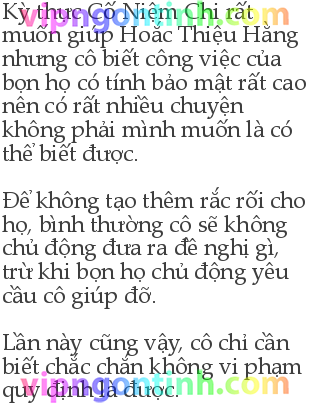 Kỳ thực Cố Niệm Chi rất
muốn giúp Hoắc Thiệu Hằng
nhưng cô biết công việc của
bọn họ có tính bảo mật rất cao
nên có rất nhiều chuyện
không phải mình muốn là có
thể biết được.
Để không tạo thêm rắc rối cho
họ, bình thường cô sẽ không
chủ động đưa ra đề nghị gì,
trừ khi bọn họ chủ động yêu
cầu cô giúp đỡ.
Lần này cũng vậy, cô chỉ cần
biết chắc chắn không vi phạm
quy định là được.
vipngontinh.com
vipngontinh.com